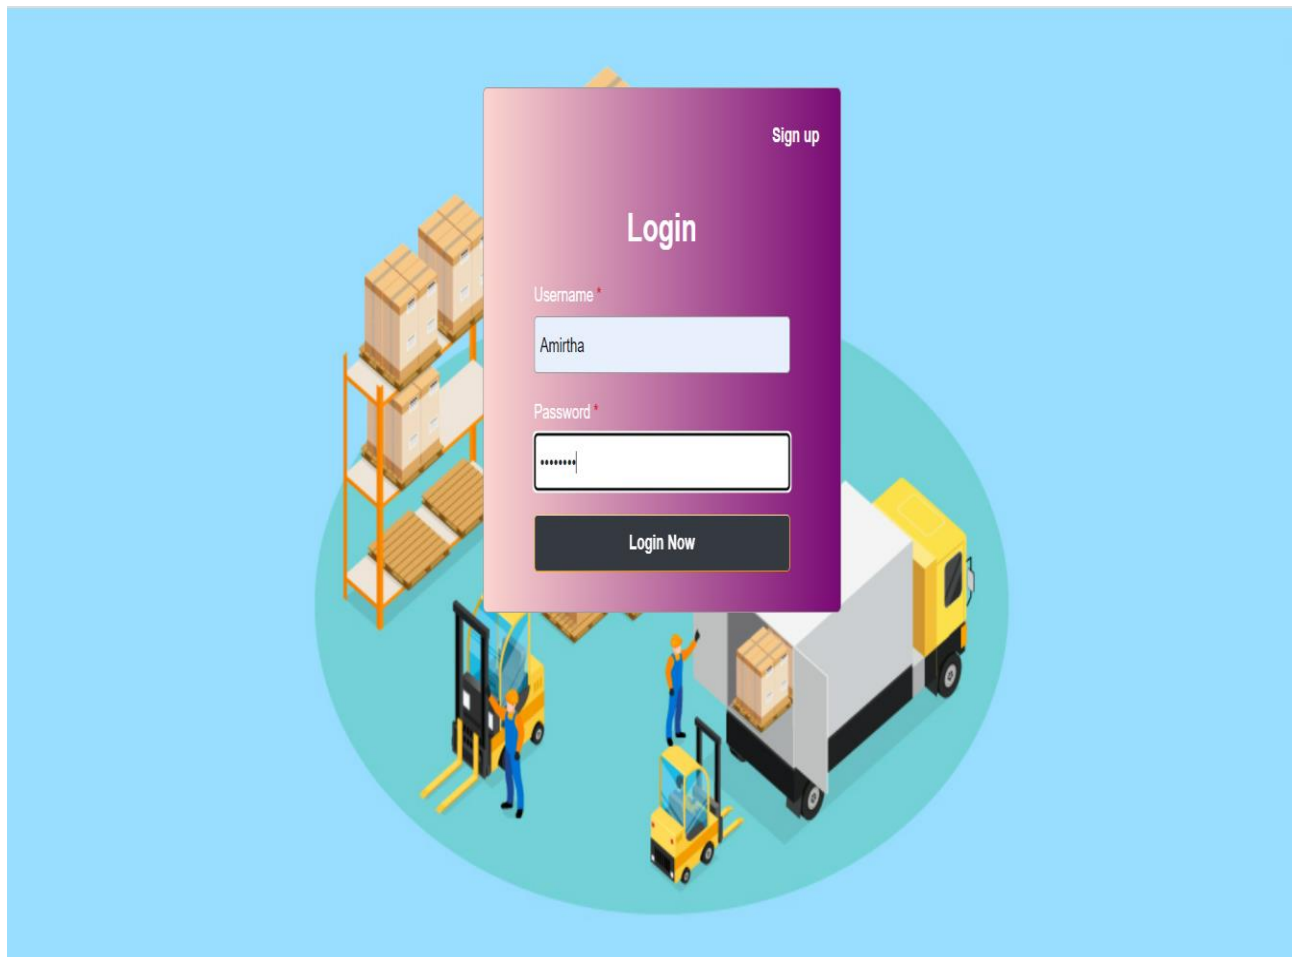 Sign up
Login
Username *
Amirtha
Password *
••••••••
Login Now